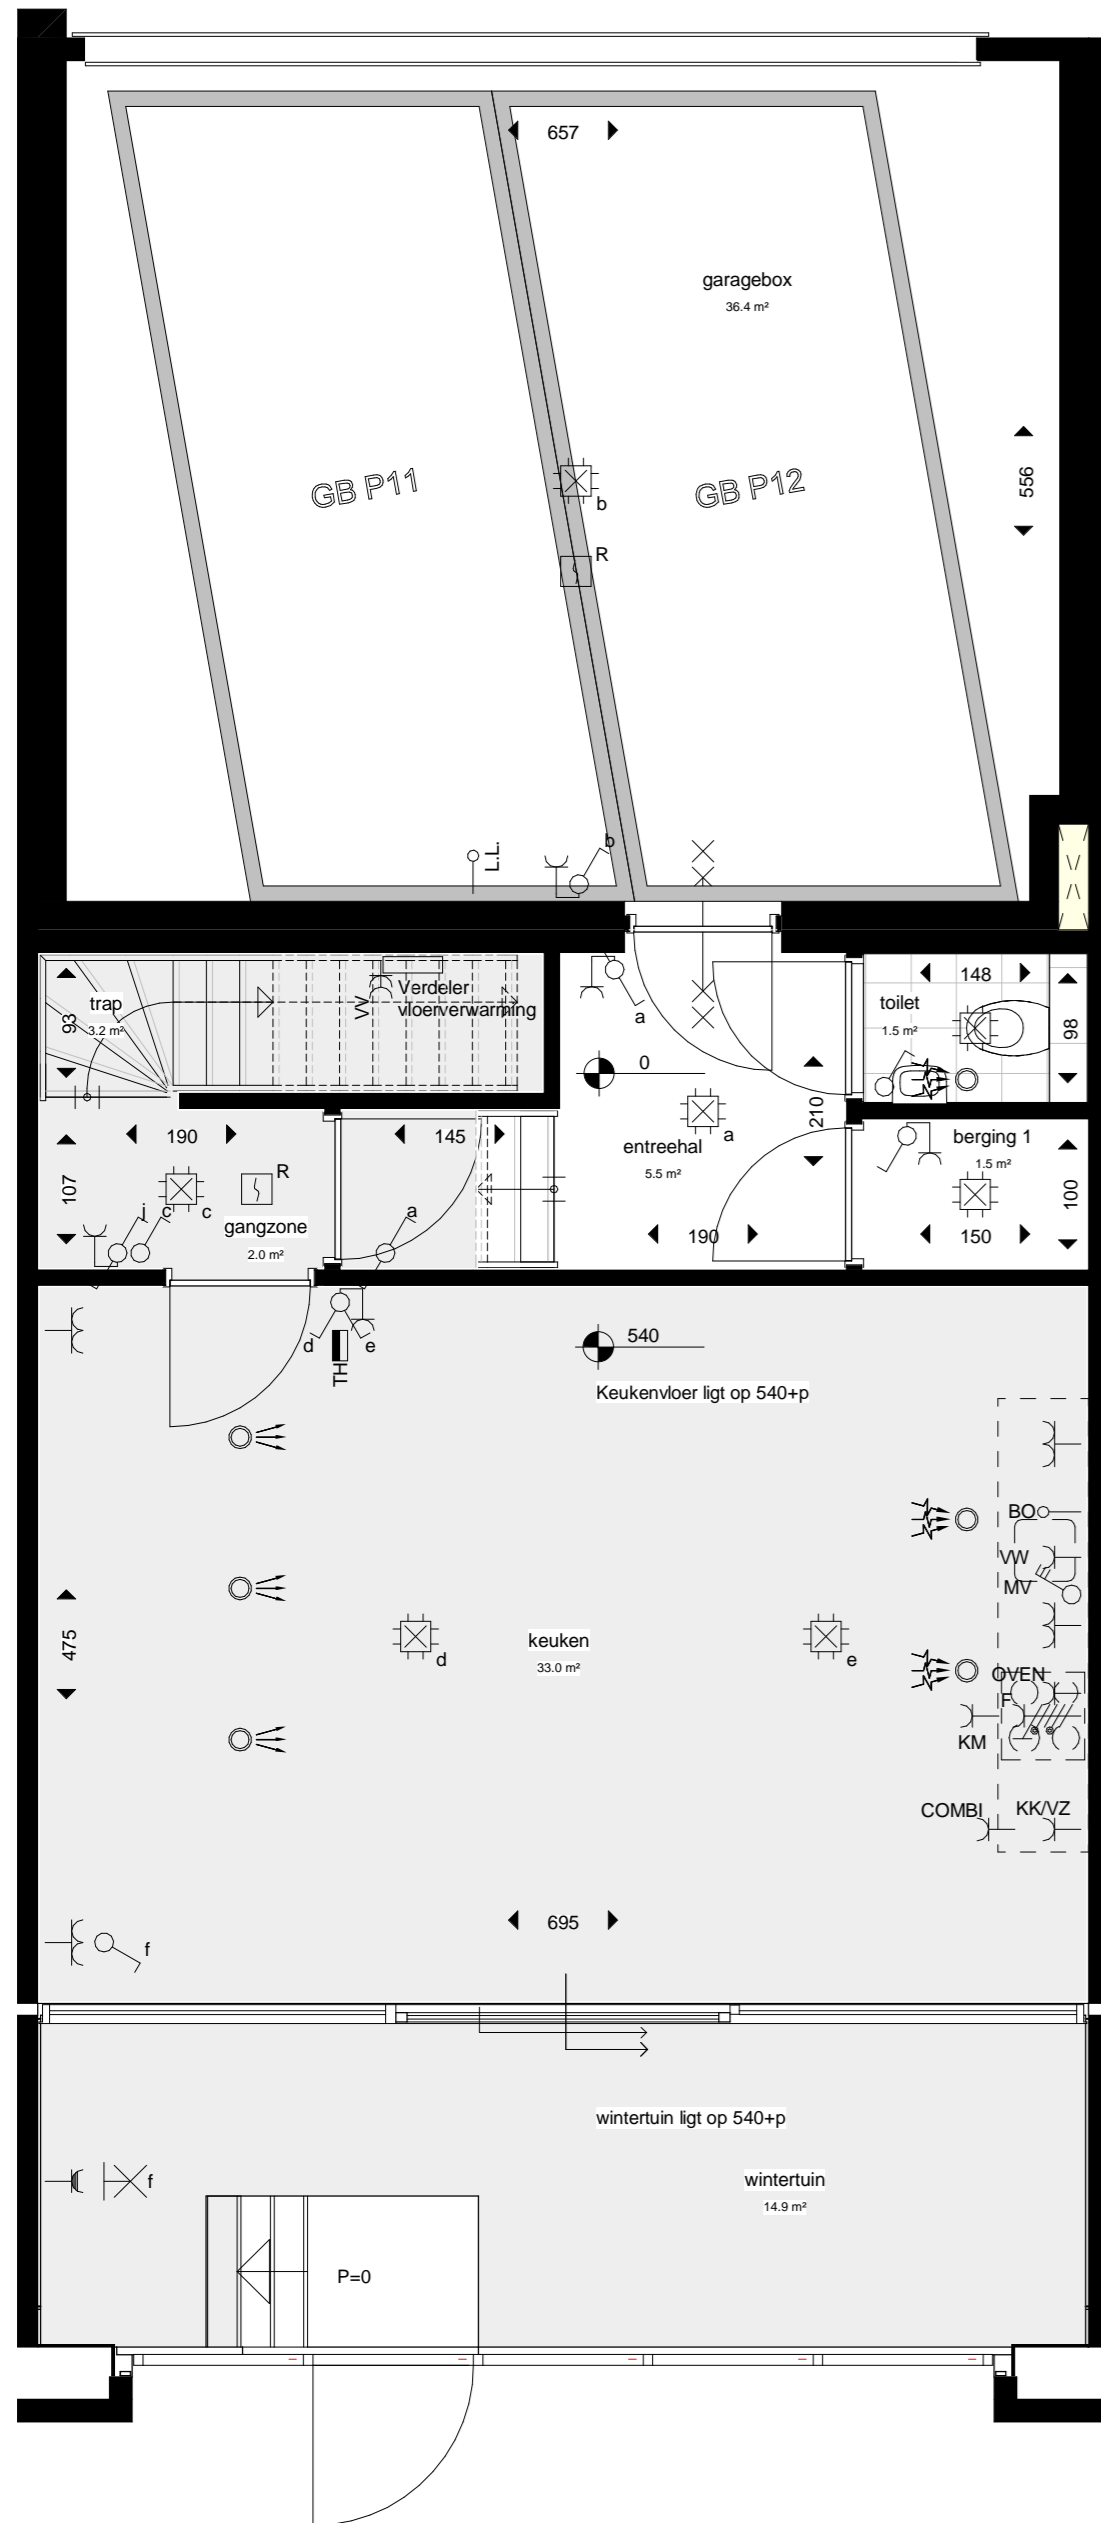 657
garagebox
36.4 m²
GB P11
GB P12
556
b
R
L.L.
b
trap
3.2 m²
93
VV
Verdeler
vloerverwarming
a
toilet
1.5 m²
148
98
0
210
a
entreehal
5.5 m²
190
berging 1
1.5 m²
150
100
190
145
107
R
j
c
c
gangzone
2.0 m²
a
d
e
TH
540
Keukenvloer ligt op 540+p
BO
VW
MV
475
keuken
33.0 m²
d
e
OVEN
F
KM
COMBI
KK/VZ
695
f
wintertuin ligt op 540+p
wintertuin
14.9 m²
f
P=0